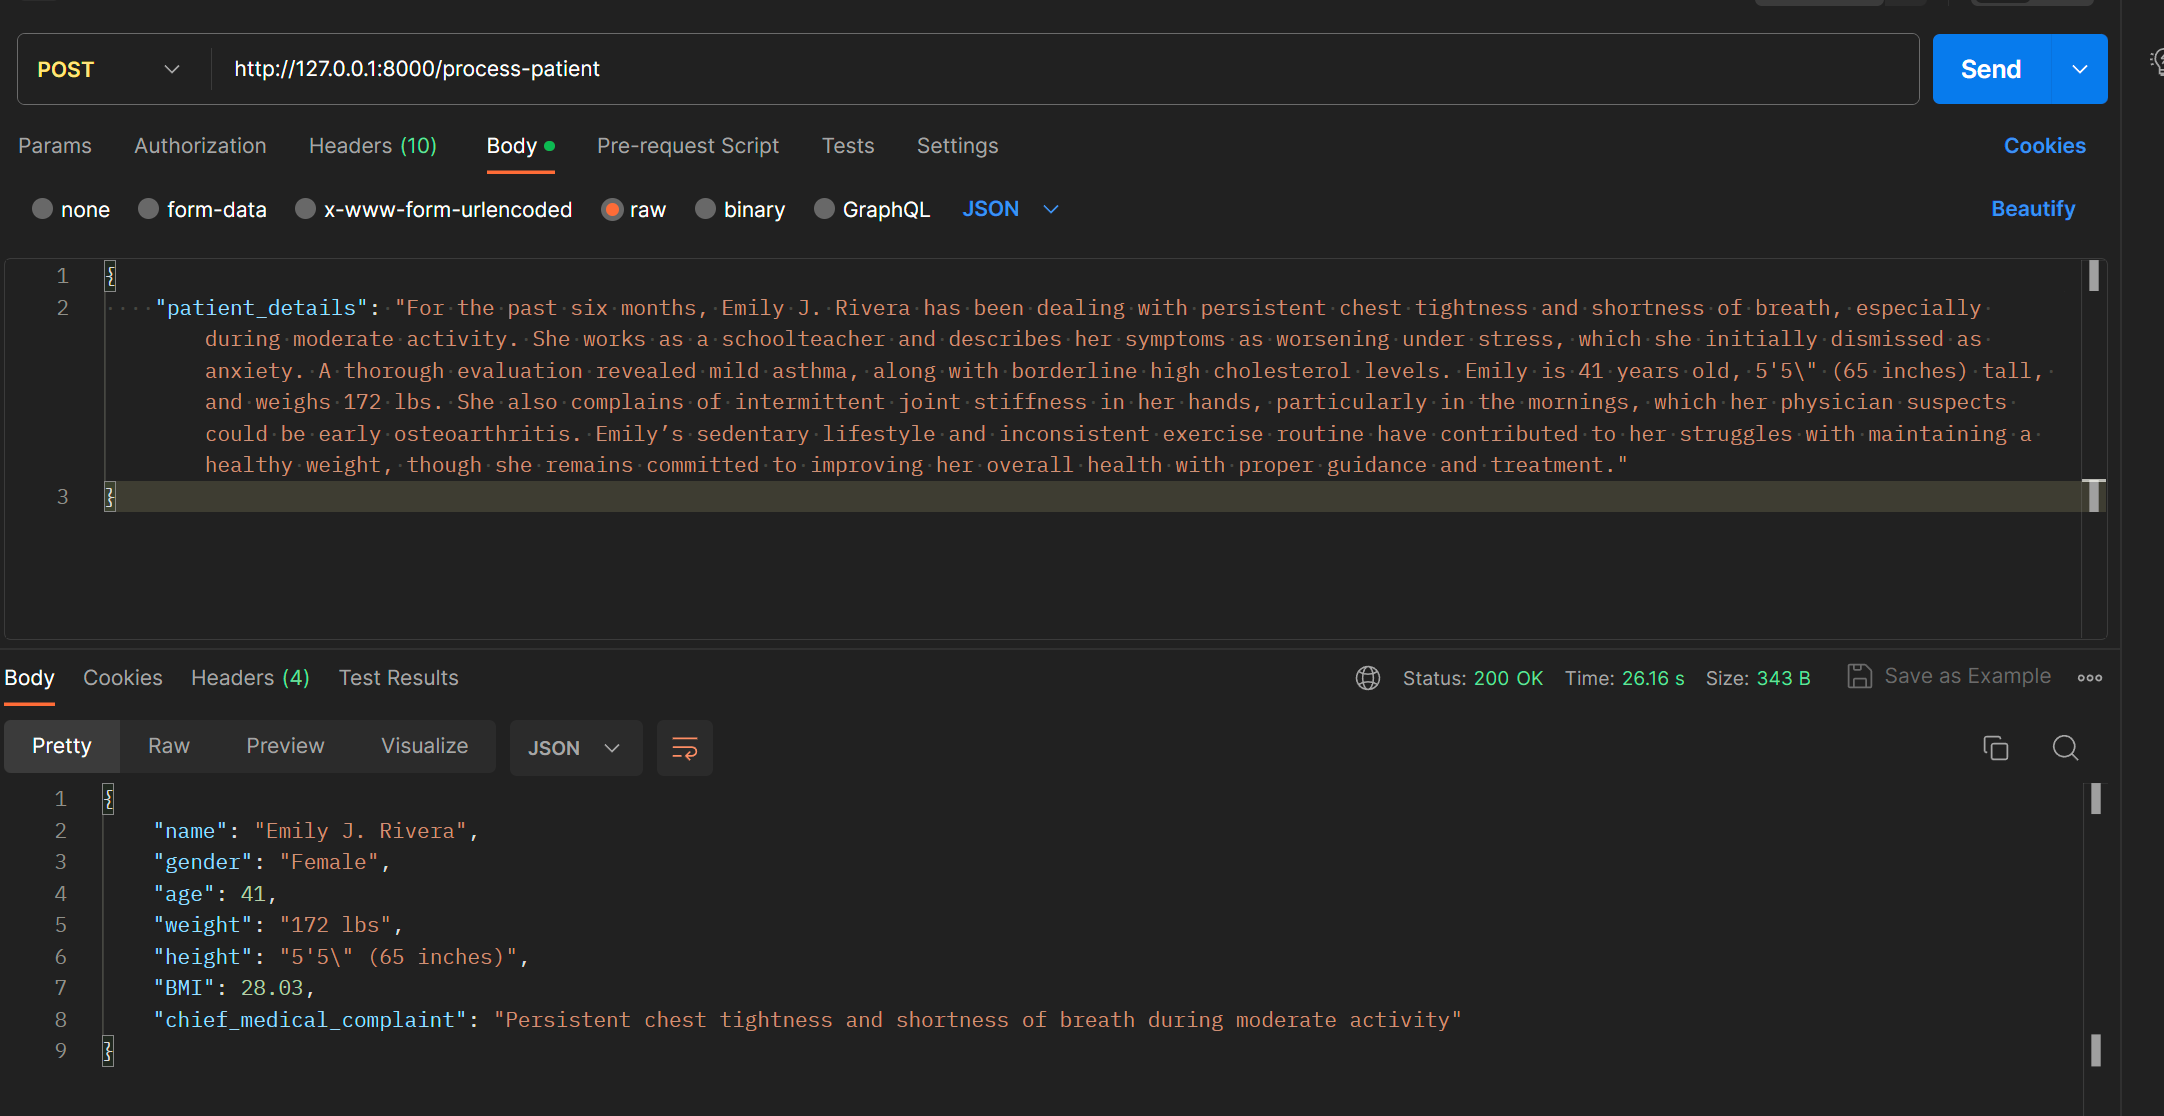 POST http://127.0.0.1:8000/process-patient Send
Params Authorization Headers (10) Body Pre-request Script Tests Settings Cookies
none form-data x-www-form-urlencoded raw binary GraphQL JSON Beautify
1 {
2 "patient_details": "For the past six months, Emily J. Rivera has been dealing with persistent chest tightness and shortness of breath, especially
during moderate activity. She works as a schoolteacher and describes her symptoms as worsening under stress, which she initially dismissed as
anxiety. A thorough evaluation revealed mild asthma, along with borderline high cholesterol levels. Emily is 41 years old, 5'5\" (65 inches) tall,
and weighs 172 lbs. She also complains of intermittent joint stiffness in her hands, particularly in the mornings, which her physician suspects
could be early osteoarthritis. Emily’s sedentary lifestyle and inconsistent exercise routine have contributed to her struggles with maintaining a
healthy weight, though she remains committed to improving her overall health with proper guidance and treatment."
3 }
Body Cookies Headers (4) Test Results Status: 200 OK Time: 26.16 s Size: 343 B Save as Example
Pretty Raw Preview Visualize JSON
1 {
2 "name": "Emily J. Rivera",
3 "gender": "Female",
4 "age": 41,
5 "weight": "172 lbs",
6 "height": "5'5\" (65 inches)",
7 "BMI": 28.03,
8 "chief_medical_complaint": "Persistent chest tightness and shortness of breath during moderate activity"
9 }